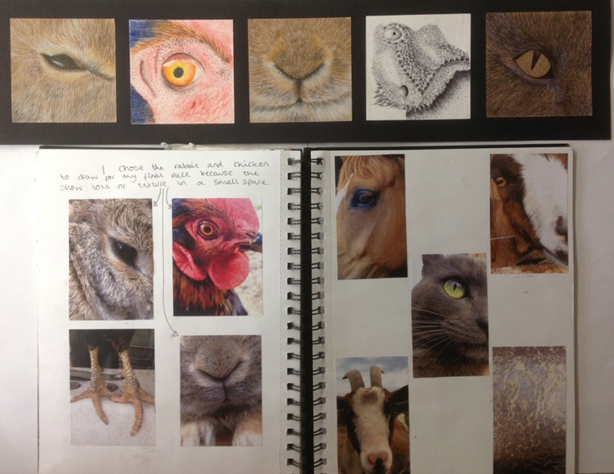 I chose the rabbit and chicken
to draw for my final piece because the
show loss of texture in a small space.